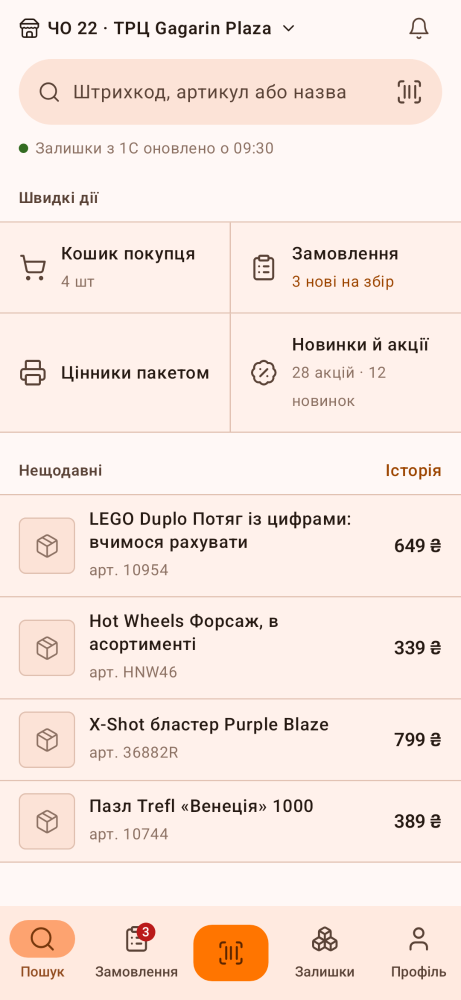 ЧО 22 · ТРЦ Gagarin Plaza
Штрихкод, артикул або назва
Залишки з 1С оновлено о 09:30
Швидкі дії
Кошик покупця
4 шт
Замовлення
3 нові на збір
Цінники пакетом
Новинки й акції
28 акцій · 12
новинок
Нещодавні
Історія
LEGO Duplo Потяг із цифрами:
вчимося рахувати
арт. 10954
649 ₴
Hot Wheels Форсаж, в
асортименті
арт. HNW46
339 ₴
X-Shot бластер Purple Blaze
арт. 36882R
799 ₴
Пазл Trefl «Венеція» 1000
арт. 10744
389 ₴
Пошук
3
Замовлення
Залишки
Профіль